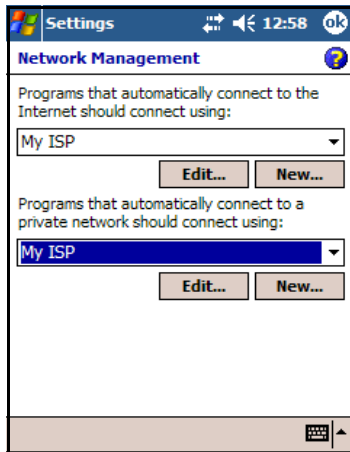 Settings 12:58 ok
Network Management ?
Programs that automatically connect to the
Internet should connect using:
My ISP
Edit... New...
Programs that automatically connect to a
private network should connect using:
My ISP
Edit... New...